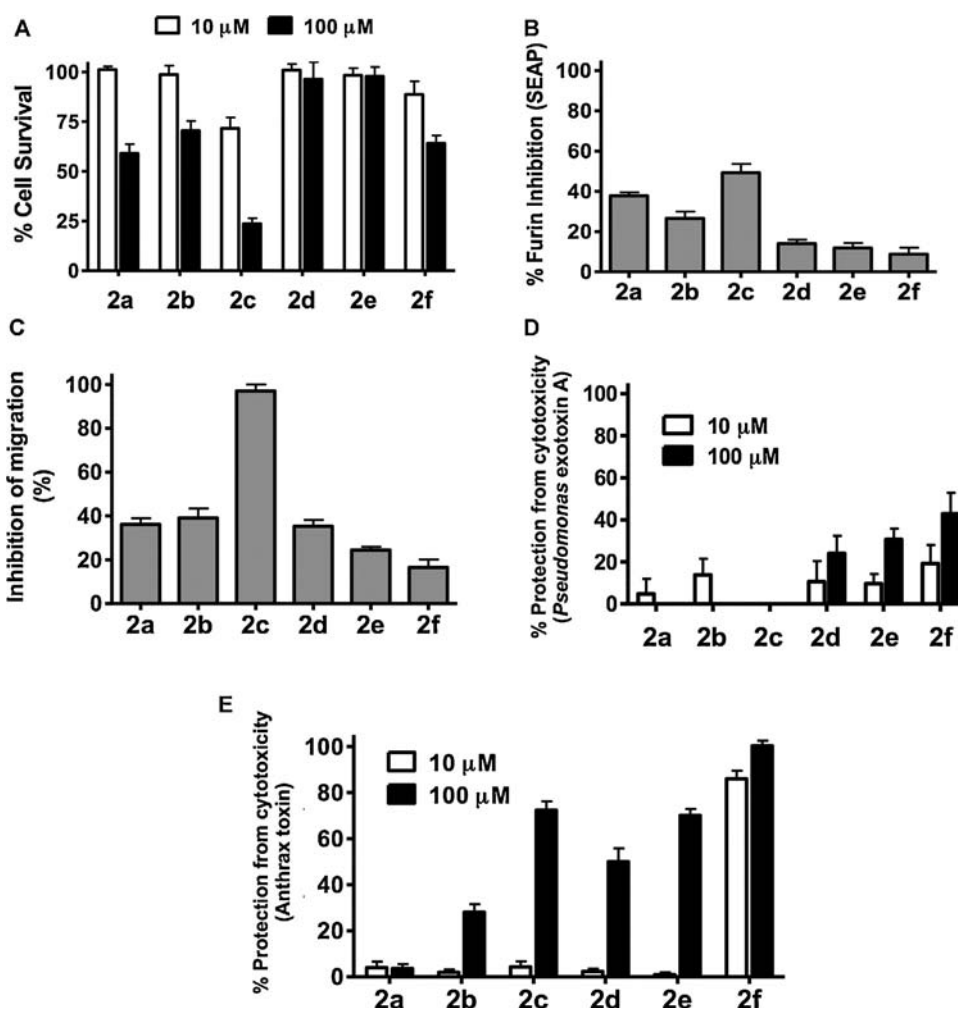 A
10 µM 100 µM
% Cell Survival
100
75
50
25
0
2a 2b 2c 2d 2e 2f
B
% Furin Inhibition (SEAP)
100
80
60
40
20
0
2a 2b 2c 2d 2e 2f
C
Inhibition of migration
(%)
100
80
60
40
20
0
2a 2b 2c 2d 2e 2f
D
% Protection from cytotoxicity
(Pseudomonas exotoxin A)
10 µM
100 µM
100
80
60
40
20
0
2a 2b 2c 2d 2e 2f
E
% Protection from cytotoxicity
(Anthrax toxin)
10 µM
100 µM
100
80
60
40
20
0
2a 2b 2c 2d 2e 2f